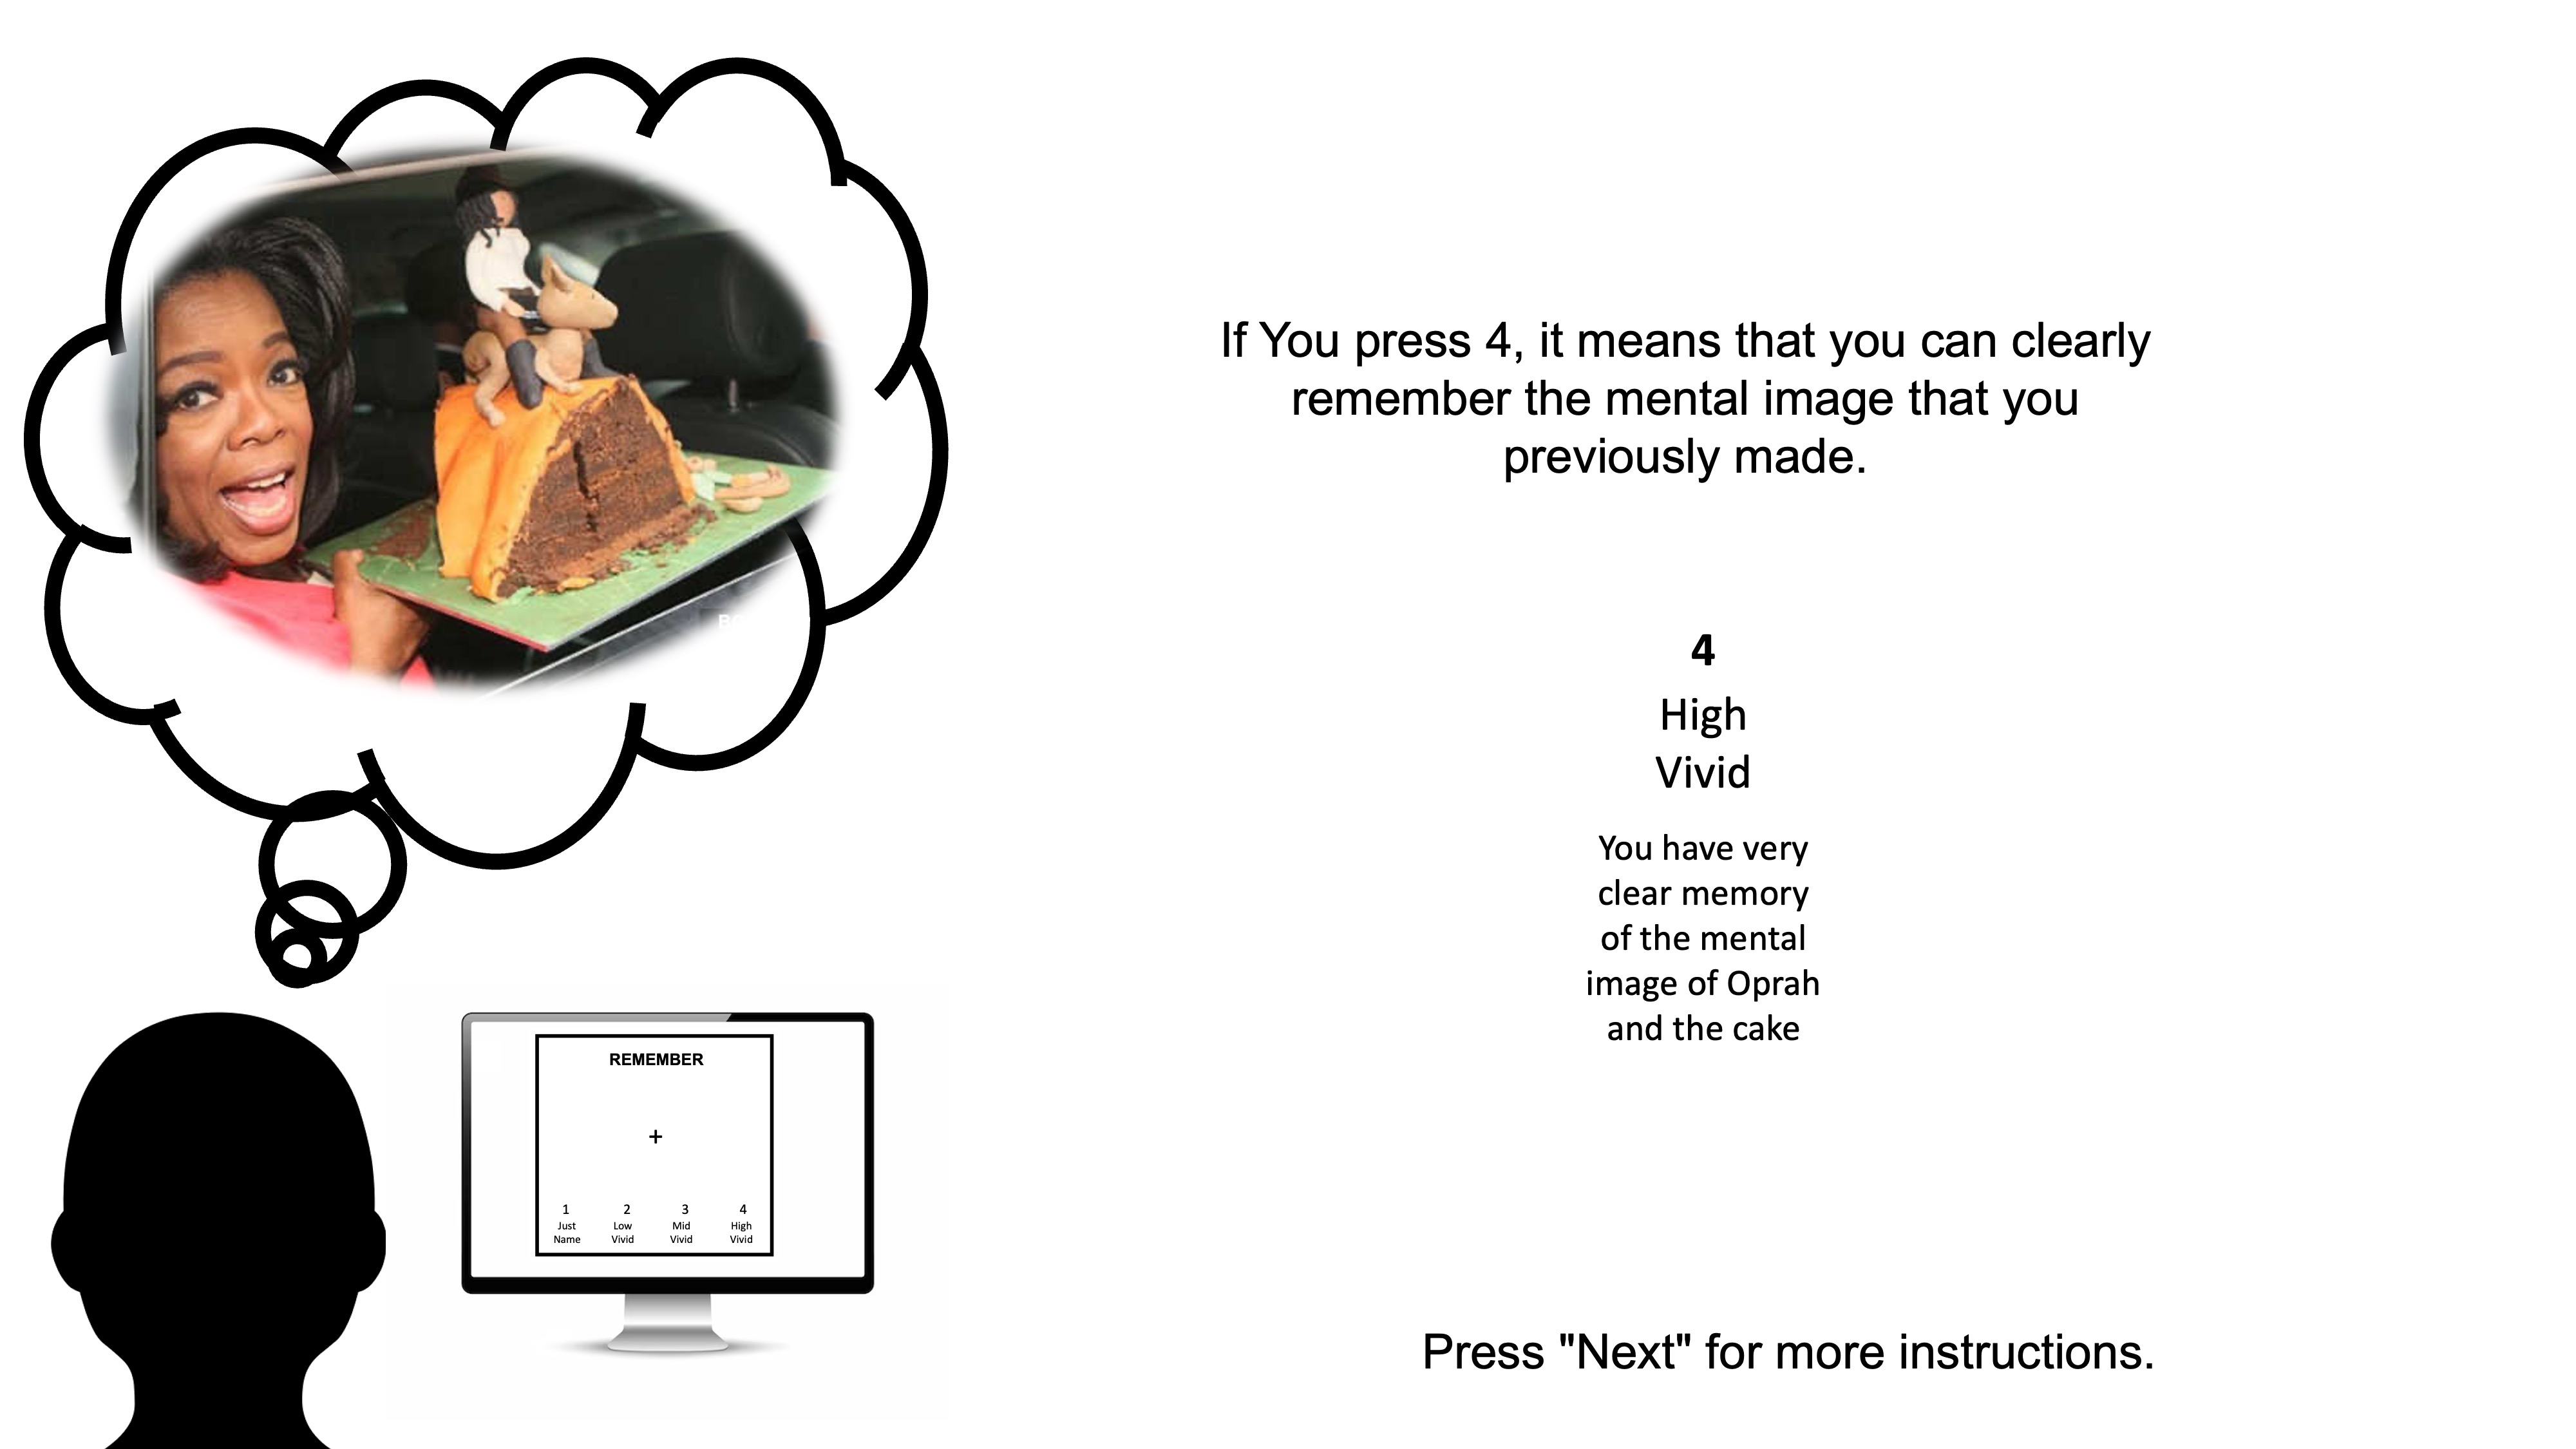 If You press 4, it means that you can clearly
remember the mental image that you
previously made.
4
High
Vivid
You have very
clear memory
of the mental
image of Oprah
and the cake
REMEMBER
+
1 2 3 4
Just Low Mid High
Name Vivid Vivid Vivid
Press "Next" for more instructions.